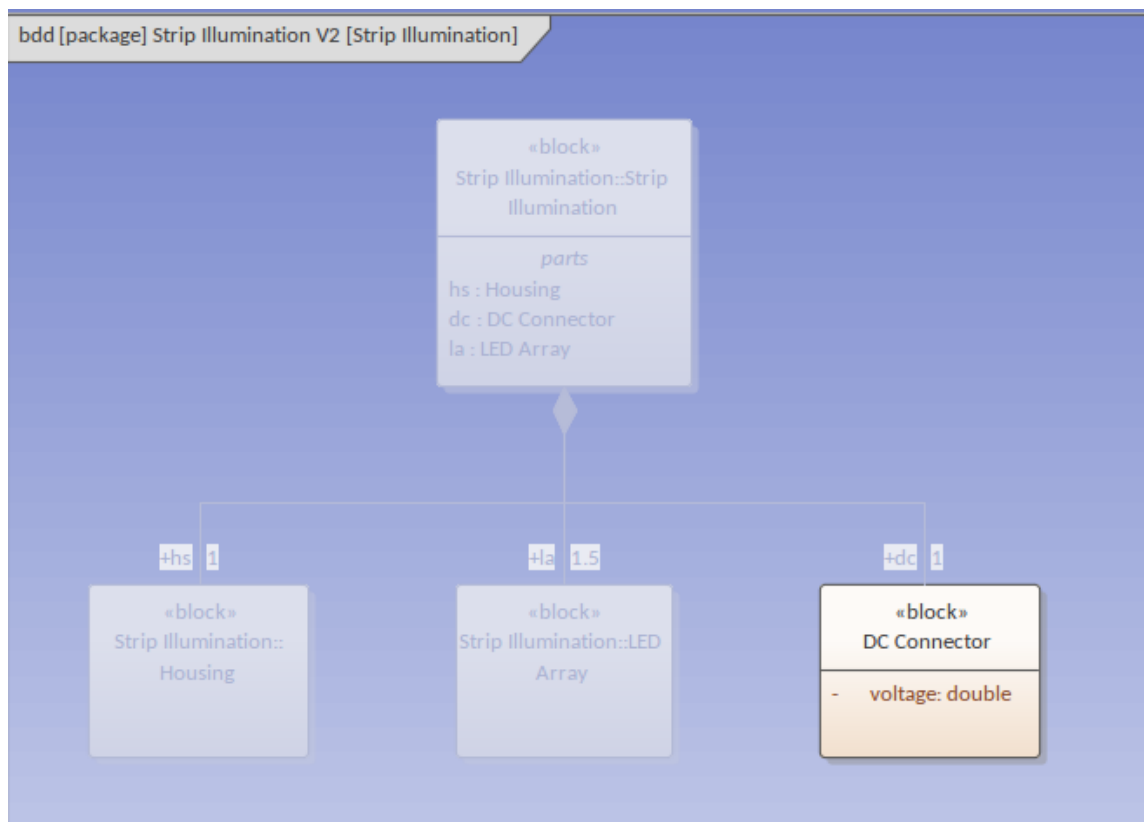 bdd [package] Strip Illumination V2 [Strip Illumination]
«block»
Strip Illumination::Strip
Illumination
parts
hs : Housing
dc : DC Connector
la : LED Array
+hs 1
+la 1.5
+dc 1
«block»
Strip Illumination::
Housing
«block»
Strip Illumination::LED
Array
«block»
DC Connector
- voltage: double